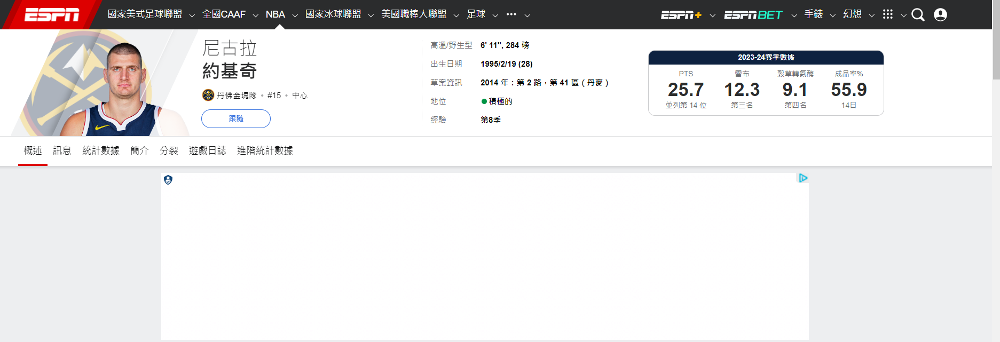 ESPN 國家美式足球聯盟 全國CAAF NBA 國家冰球聯盟 美國職棒大聯盟 足球 ••• ESPN+ ESPN BET 手錶 幻想
尼古拉
約基奇
丹佛金塊隊 • #15 • 中心
跟隨
高溫/野生型 6' 11", 284 磅
出生日期 1995/2/19 (28)
草案資訊 2014 年：第 2 路，第 41 區 ( 丹麥 )
地位 積極的
經驗 第8季
2023-24賽季數據
PTS 雷布 榖草轉氨酶 成品率%
25.7 12.3 9.1 55.9
並列第 14 位 第三名 第四名 14日
概述 訊息 統計數據 簡介 分裂 遊戲日誌 進階統計數據